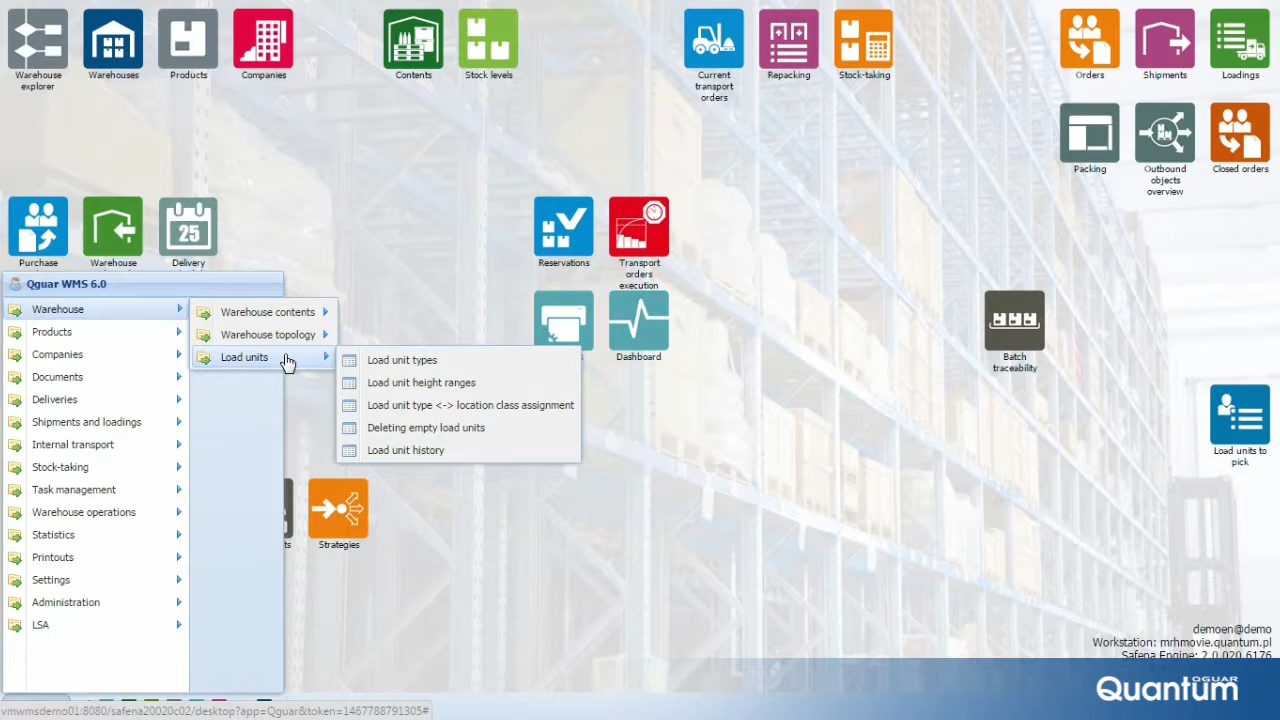 Warehouse
explorer
Warehouses
Products
Companies
Contents
Stock levels
Current
transport
orders
Repacking
Stock-taking
Orders
Shipments
Loadings
Packing
Outbound
objects
overview
Closed orders
Purchase
Warehouse
25
Delivery
Reservations
Transport
orders
execution
Dashboard
Batch
traceability
Load units to
pick
Strategies
Qguar WMS 6.0
Warehouse
Products
Companies
Documents
Deliveries
Shipments and loadings
Internal transport
Stock-taking
Task management
Warehouse operations
Statistics
Printouts
Settings
Administration
LSA
Warehouse contents
Warehouse topology
Load units
Load unit types
Load unit height ranges
Load unit type <-> location class assignment
Deleting empty load units
Load unit history
demoen@demo
Workstation: mrhmovie.quantum.pl
Safena Engine: 2.0.020.6176
QGUAR
Quantum
vmwmsdemo01:8080/safena20020c02/desktop?app=Qguar&token=1467788791305#